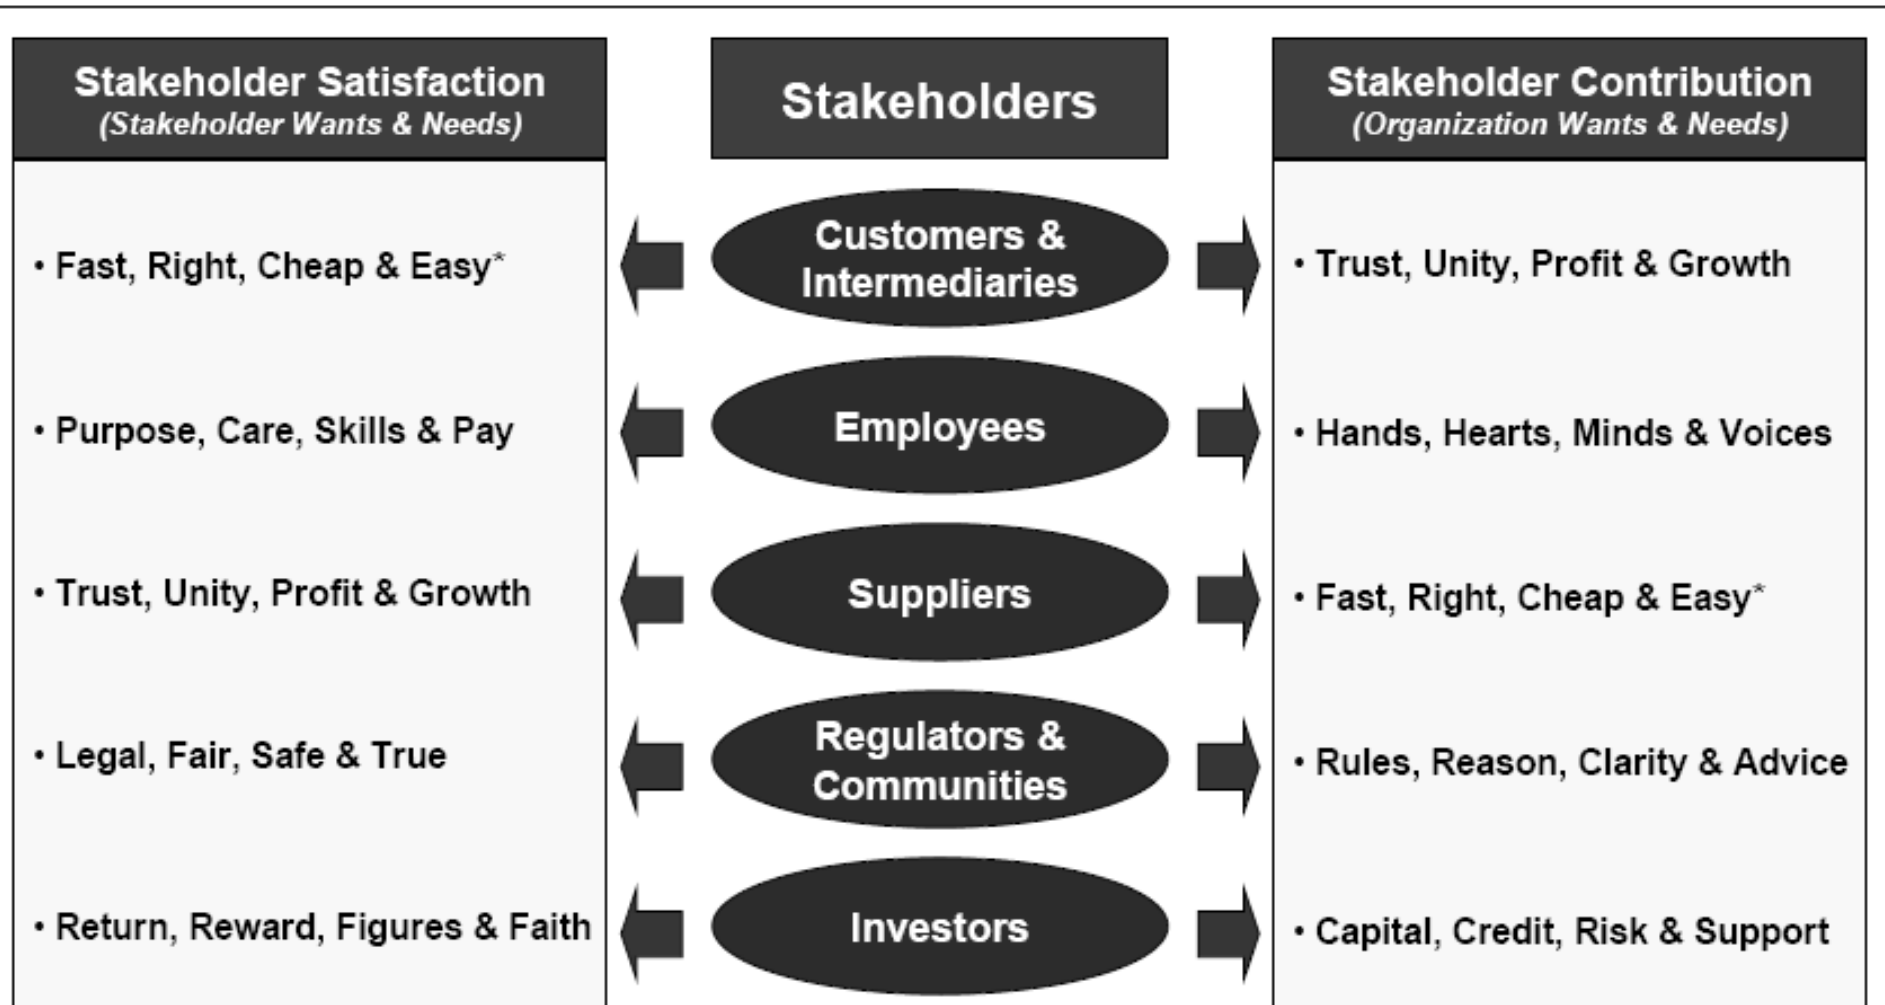 Stakeholder Satisfaction
(Stakeholder Wants & Needs)
• Fast, Right, Cheap & Easy*
• Purpose, Care, Skills & Pay
• Trust, Unity, Profit & Growth
• Legal, Fair, Safe & True
• Return, Reward, Figures & Faith
Stakeholders
Customers &
Intermediaries
Employees
Suppliers
Regulators &
Communities
Investors
Stakeholder Contribution
(Organization Wants & Needs)
• Trust, Unity, Profit & Growth
• Hands, Hearts, Minds & Voices
• Fast, Right, Cheap & Easy*
• Rules, Reason, Clarity & Advice
• Capital, Credit, Risk & Support